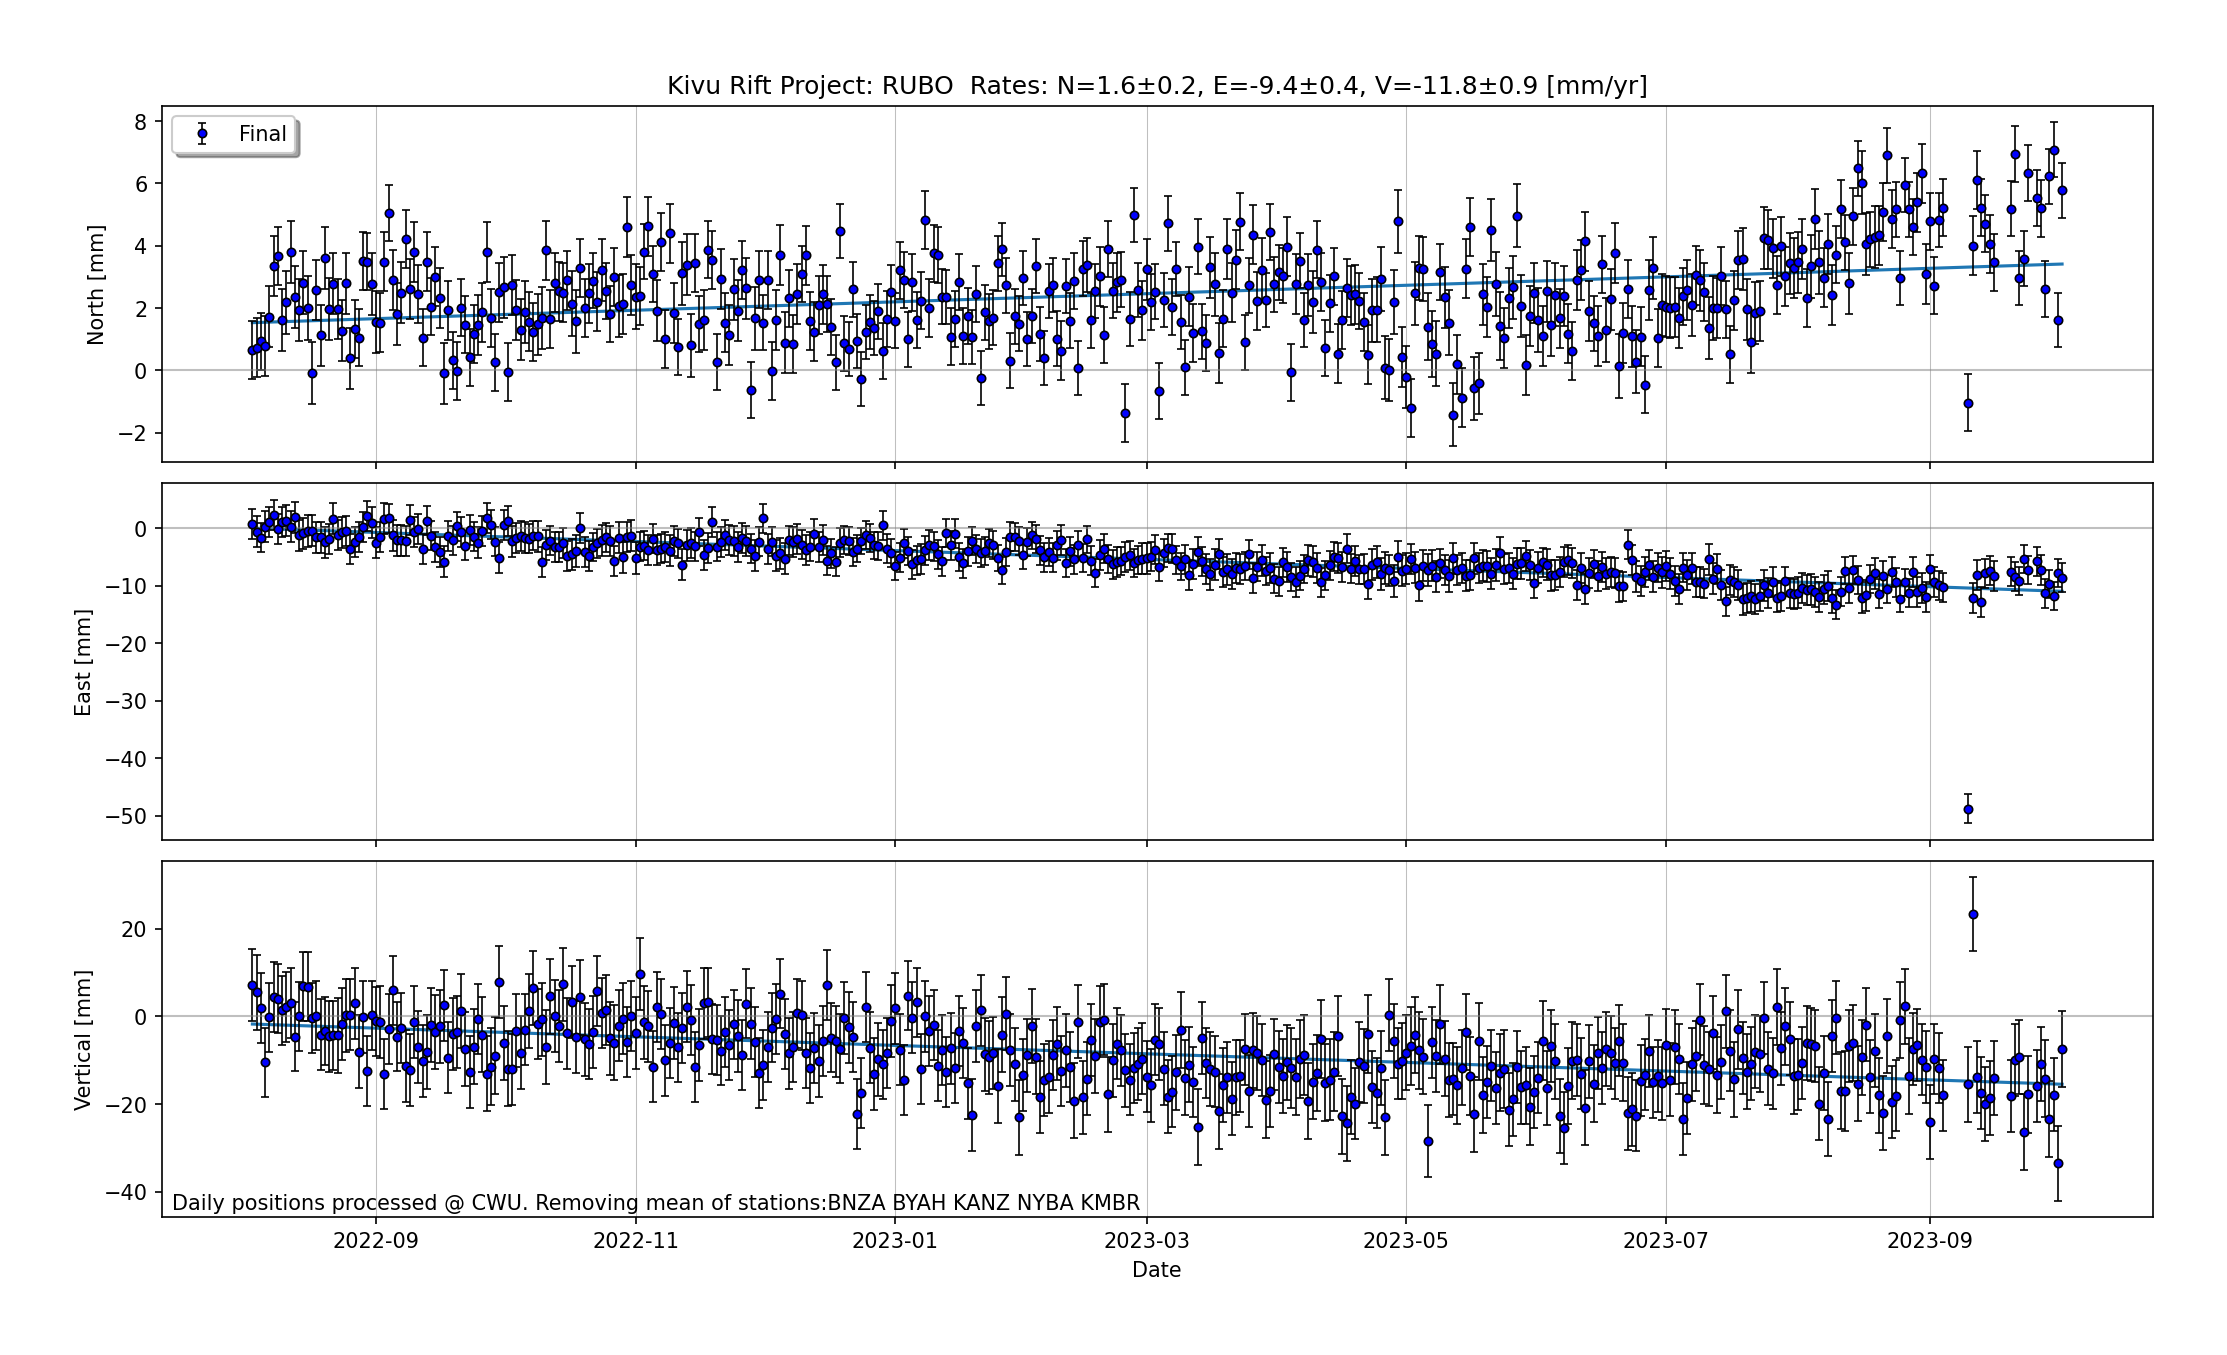 Kivu Rift Project: RUBO  Rates: N=1.6±0.2, E=-9.4±0.4, V=-11.8±0.9 [mm/yr]
Final
North [mm]
8
6
4
2
0
−2
East [mm]
0
−10
−20
−30
−40
−50
Vertical [mm]
20
0
−20
−40
Daily positions processed @ CWU. Removing mean of stations:BNZA BYAH KANZ NYBA KMBR
2022-09 2022-11 2023-01 2023-03 2023-05 2023-07 2023-09
Date